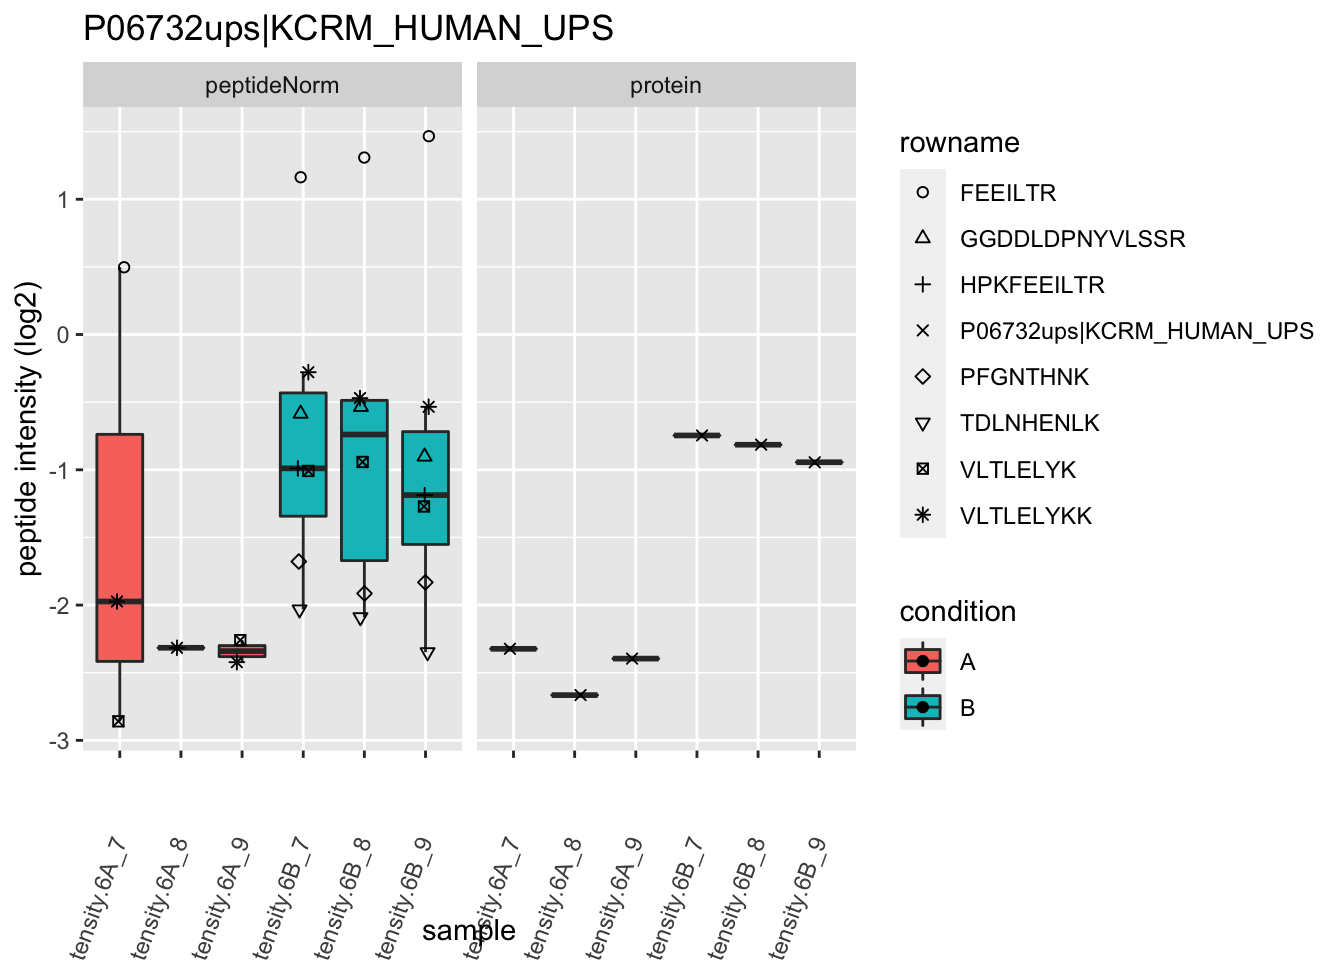 P06732ups|KCRM_HUMAN_UPS
peptideNorm
protein
peptide intensity (log2)
1
0
-1
-2
-3
tensity.6A_7
tensity.6A_8
tensity.6A_9
tensity.6B_7
tensity.6B_8
tensity.6B_9
tensity.6A_7
tensity.6A_8
tensity.6A_9
tensity.6B_7
tensity.6B_8
tensity.6B_9
sample
rowname
FEEILTR
GGDDLDPNYVLSSR
HPKFEEILTR
P06732ups|KCRM_HUMAN_UPS
PFGNTHNK
TDLNHENLK
VLTLELYK
VLTLELYKK
condition
A
B